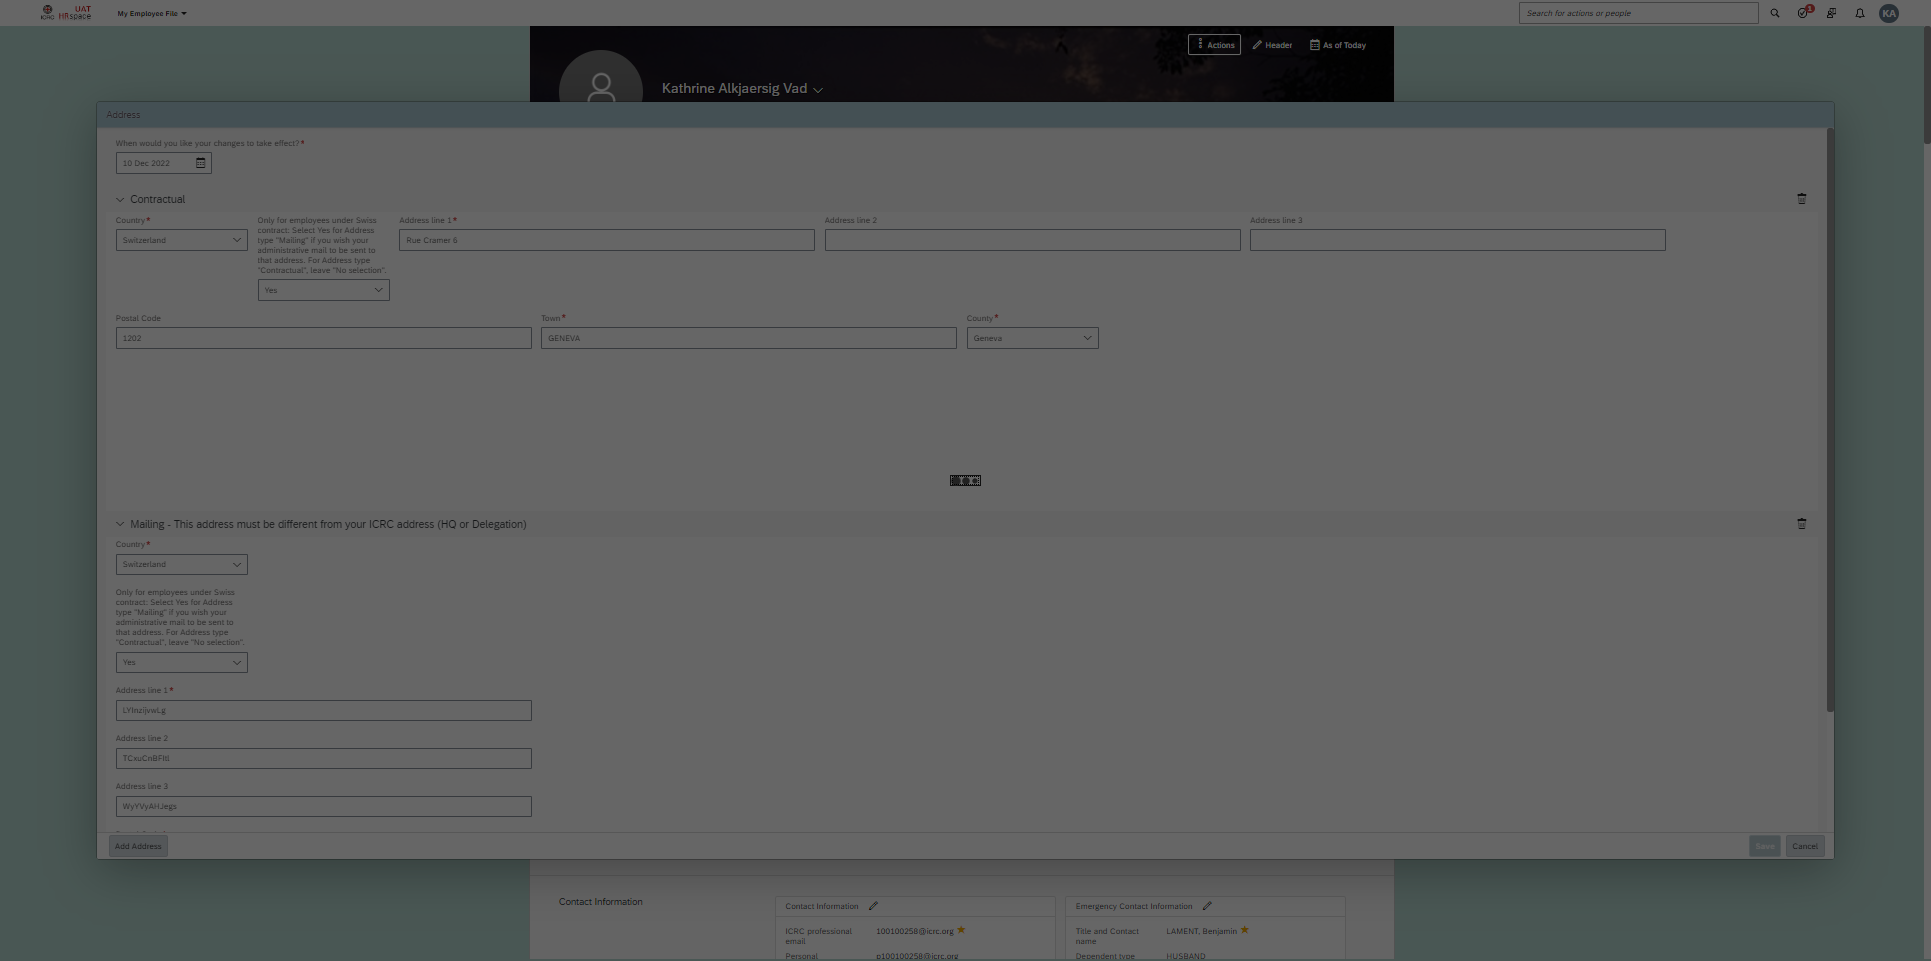 ICRC
UAT
HRspace
My Employee File
Search for actions or people
1
KA
Actions
Header
As of Today
Kathrine Alkjaersig Vad
Address
When would you like your changes to take effect?*
10 Dec 2022
Contractual
Country*
Switzerland
Only for employees under Swiss
contract: Select Yes for Address
type "Mailing" if you wish your
administrative mail to be sent to
that address. For Address type
"Contractual", leave "No selection".
Yes
Address line 1*
Rue Cramer 6
Address line 2
Address line 3
Postal Code
1202
Town*
GENEVA
County*
Geneva
Mailing - This address must be different from your ICRC address (HQ or Delegation)
Country*
Switzerland
Only for employees under Swiss
contract: Select Yes for Address
type "Mailing" if you wish your
administrative mail to be sent to
that address. For Address type
"Contractual", leave "No selection".
Yes
Address line 1*
Address line 2
Address line 3
WyYVyAHJegs
Add Address
Save
Cancel
Contact Information
Contact Information
ICRC professional
email
100100258@icrc.org
Personal
p100100258@icrc.org
Emergency Contact Information
Title and Contact
name
LAMENT, Benjamin
Dependent type
HUSBAND